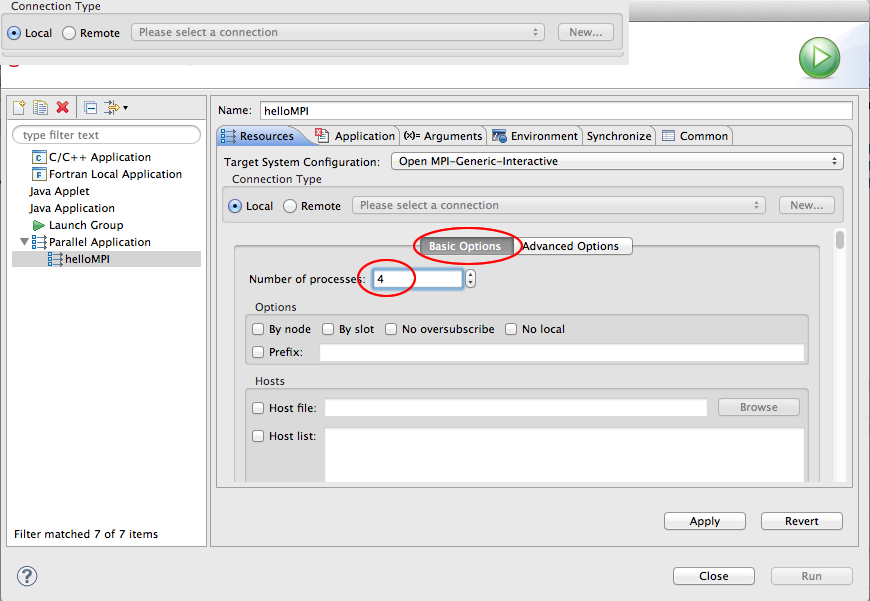 Connection Type
Local Remote Please select a connection New...
type filter text
C/C++ Application
Fortran Local Application
Java Applet
Java Application
Launch Group
Parallel Application
helloMPI
Filter matched 7 of 7 items
Name: helloMPI
Resources Application (x)= Arguments Environment Synchronize Common
Target System Configuration: Open MPI-Generic-Interactive
Connection Type
Local Remote Please select a connection New...
Basic Options Advanced Options
Number of processes: 4
Options
By node By slot No oversubscribe No local
Prefix:
Hosts
Host file: Browse
Host list:
Apply Revert
? Close Run